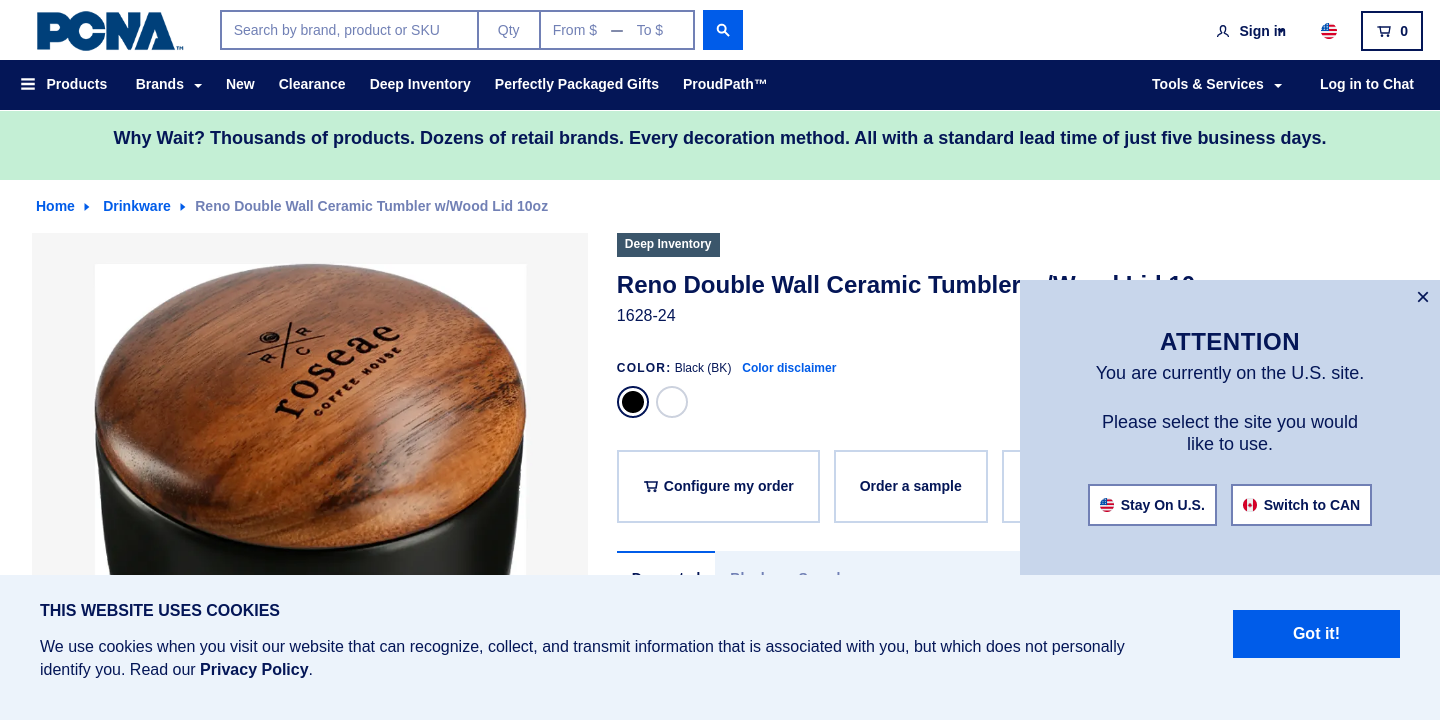 PCNA™
Search by brand, product or SKU
Qty
From $ — To $
Sign in
0
Products
Brands
New
Clearance
Deep Inventory
Perfectly Packaged Gifts
ProudPath™
Tools & Services
Log in to Chat
Why Wait? Thousands of products. Dozens of retail brands. Every decoration method. All with a standard lead time of just five business days.
Home
Drinkware
Reno Double Wall Ceramic Tumbler w/Wood Lid 10oz
R R C
roseae
COFFEE HOUSE
Deep Inventory
Reno Double Wall Ceramic Tumbler w/Wood Lid 10
1628-24
COLOR: Black (BK) Color disclaimer
Configure my order
Order a sample
×
ATTENTION
You are currently on the U.S. site.
Please select the site you would
like to use.
Stay On U.S.
Switch to CAN
THIS WEBSITE USES COOKIES
We use cookies when you visit our website that can recognize, collect, and transmit information that is associated with you, but which does not personally
identify you. Read our Privacy Policy.
Got it!